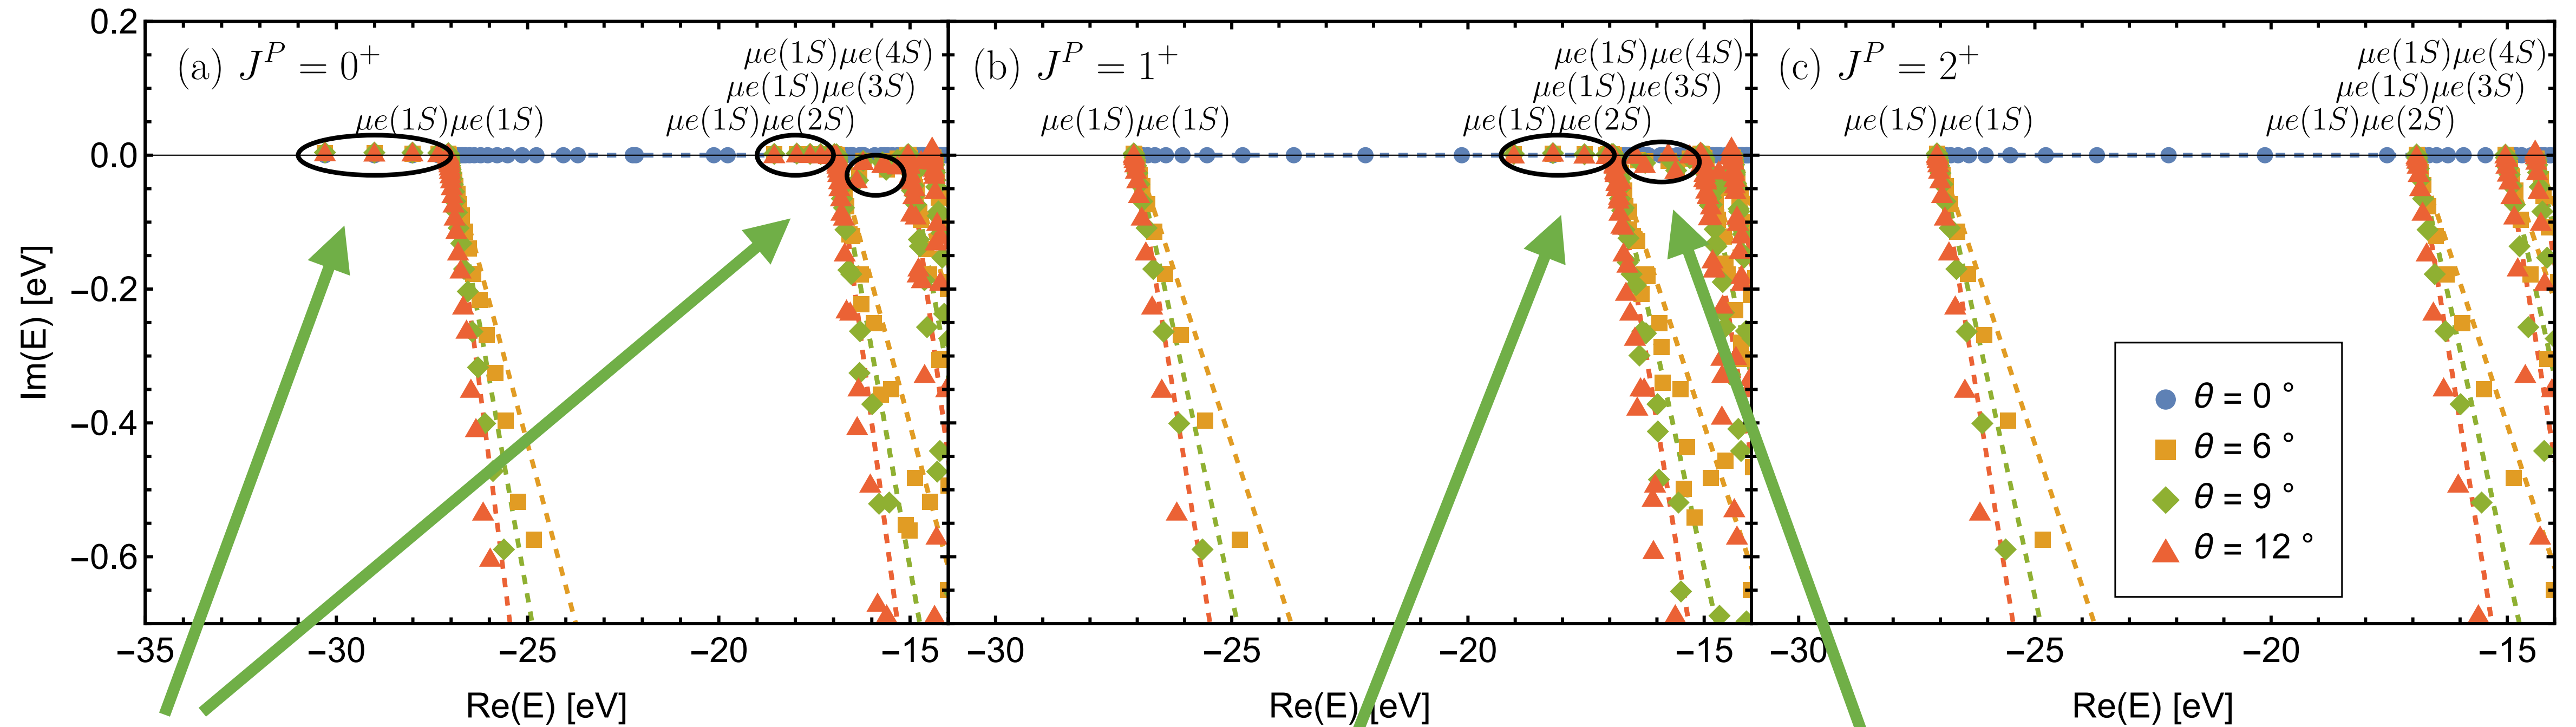 (a) J^P = 0^+
μe(1S)μe(4S)
μe(1S)μe(3S)
μe(1S)μe(1S)
μe(1S)μe(2S)
(b) J^P = 1^+
μe(1S)μe(4S)
μe(1S)μe(3S)
μe(1S)μe(1S)
μe(1S)μe(2S)
(c) J^P = 2^+
μe(1S)μe(4S)
μe(1S)μe(3S)
μe(1S)μe(1S)
μe(1S)μe(2S)
Im(E) [eV]
0.2
0.0
−0.2
−0.4
−0.6
θ = 0 °
θ = 6 °
θ = 9 °
θ = 12 °
−35 −30 −25 −20 −15
−30 −25 −20 −15
−30 −25 −20 −15
Re(E) [eV]
Re(E) [eV]
Re(E) [eV]